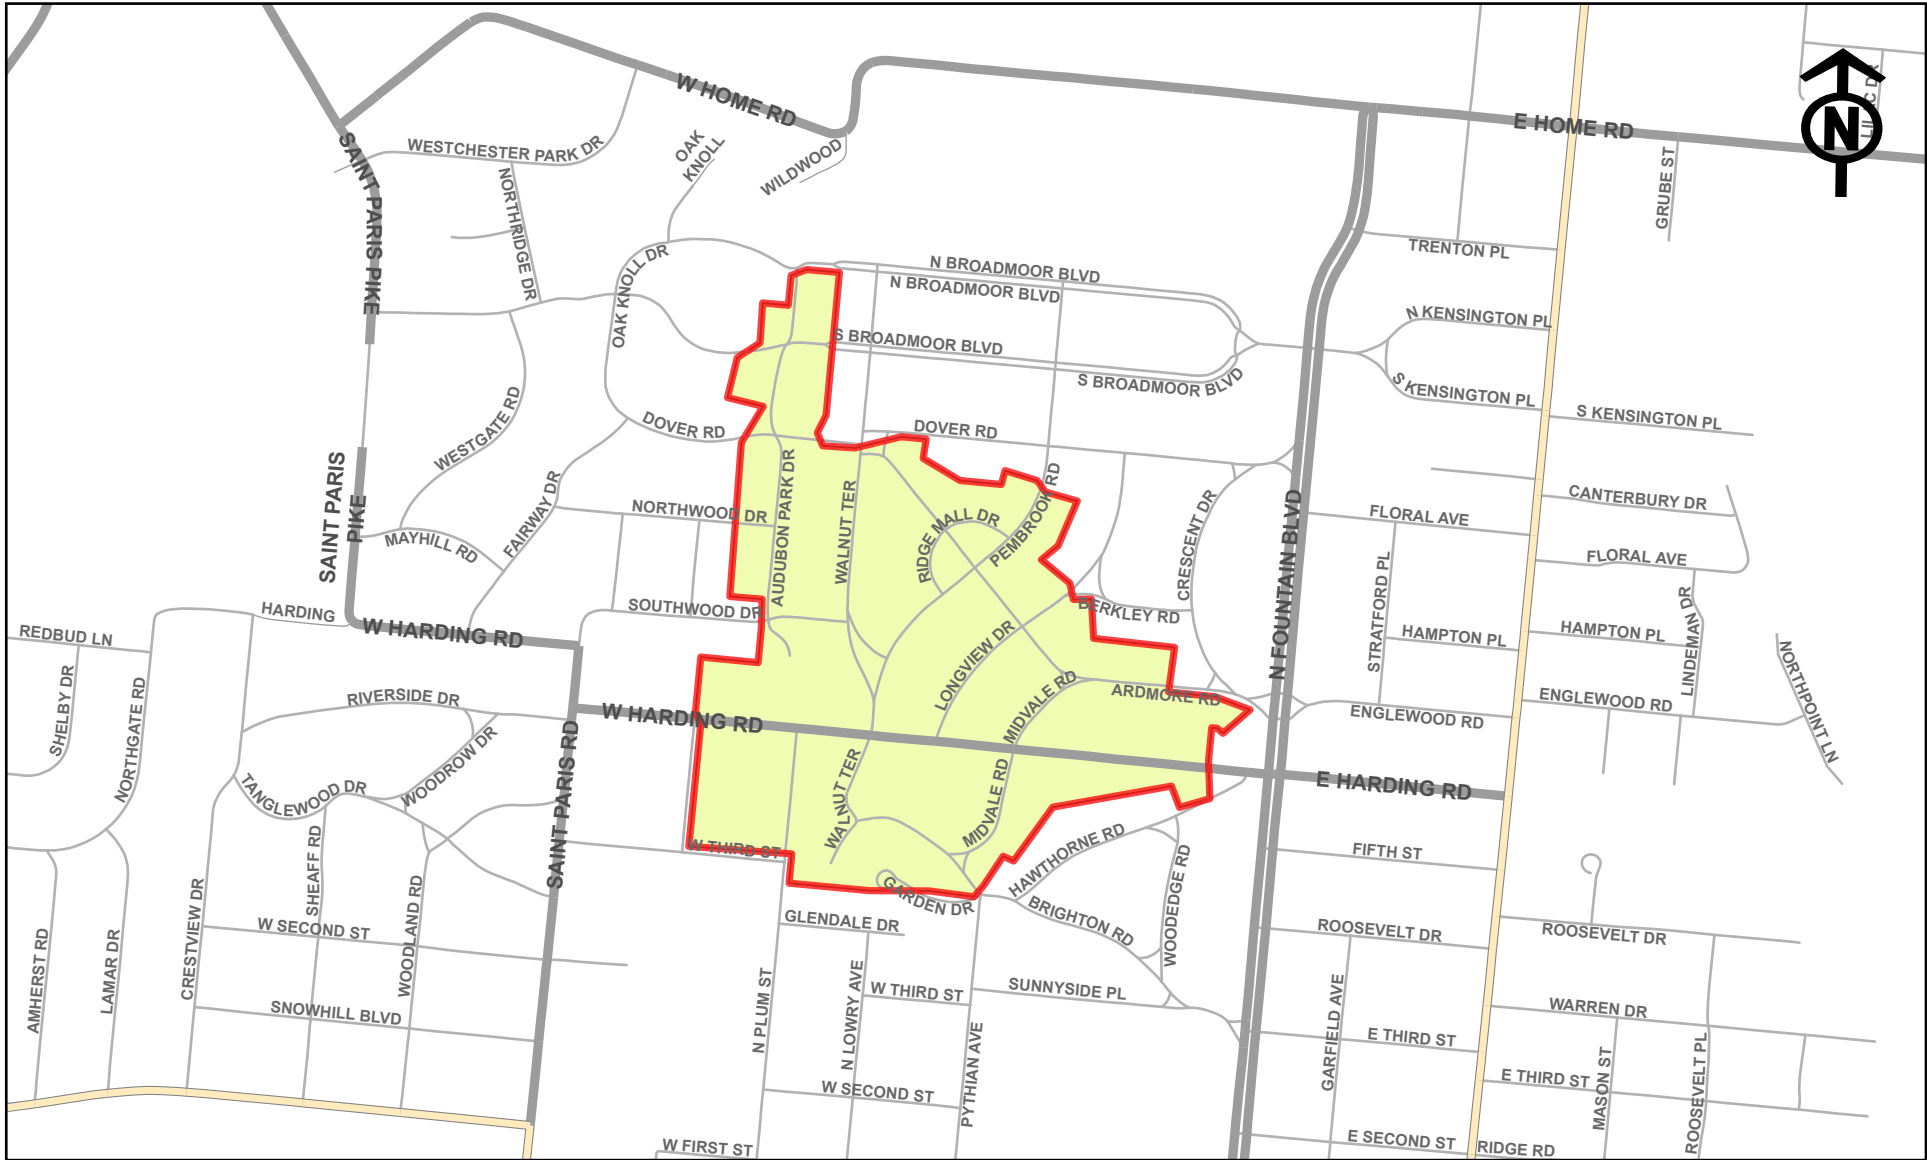 W HOME RD
E HOME RD
LILAC DR
N
WESTCHESTER PARK DR
OAK
KNOLL
WILDWOOD
GRUBE ST
SAINT PARIS PIKE
NORTHRIDGE DR
OAK KNOLL DR
TRENTON PL
N BROADMOOR BLVD
N BROADMOOR BLVD
S BROADMOOR BLVD
S BROADMOOR BLVD
N KENSINGTON PL
S KENSINGTON PL
S KENSINGTON PL
WESTGATE RD
DOVER RD
DOVER RD
SAINT PARIS
PIKE
MAYHILL RD
FAIRWAY DR
NORTHWOOD DR
AUDUBON PARK DR
WALNUT TER
RIDGE MALL DR
PEMBROOK RD
CRESCENT DR
N FOUNTAIN BLVD
CANTERBURY DR
FLORAL AVE
FLORAL AVE
STRATFORD PL
HARDING
W HARDING RD
SOUTHWOOD DR
BERKLEY RD
HAMPTON PL
HAMPTON PL
LINDEMAN DR
NORTHPOINT LN
REDBUD LN
SHELBY DR
NORTHGATE RD
RIVERSIDE DR
W HARDING RD
LONGVIEW DR
MIDVALE RD
ARDMORE RD
ENGLEWOOD RD
ENGLEWOOD RD
TANGLEWOOD DR
WOODROW DR
SAINT PARIS RD
WALNUT TER
MIDVALE RD
E HARDING RD
W THIRD ST
HAWTHORNE RD
FIFTH ST
SHEAFF RD
GARDEN DR
BRIGHTON RD
WOODEDGE RD
CRESTVIEW DR
WOODLAND RD
W SECOND ST
GLENDALE DR
ROOSEVELT DR
ROOSEVELT DR
AMHERST RD
LAMAR DR
SNOWHILL BLVD
N PLUM ST
N LOWRY AVE
W THIRD ST
SUNNYSIDE PL
PYTHIAN AVE
GARFIELD AVE
WARREN DR
E THIRD ST
E THIRD ST
MASON ST
ROOSEVELT PL
W SECOND ST
W FIRST ST
E SECOND ST
RIDGE RD